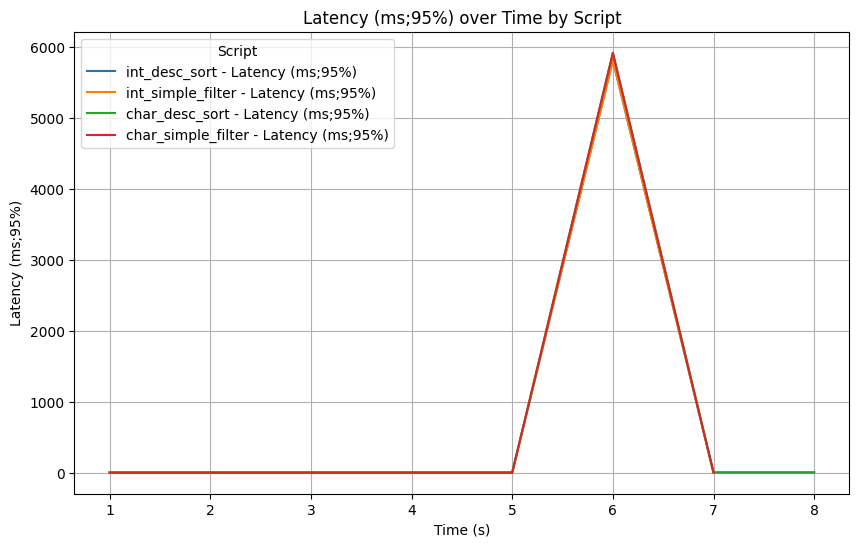 Latency (ms;95%) over Time by Script
Script
int_desc_sort - Latency (ms;95%)
int_simple_filter - Latency (ms;95%)
char_desc_sort - Latency (ms;95%)
char_simple_filter - Latency (ms;95%)
Latency (ms;95%)
6000
5000
4000
3000
2000
1000
0
1 2 3 4 5 6 7 8
Time (s)